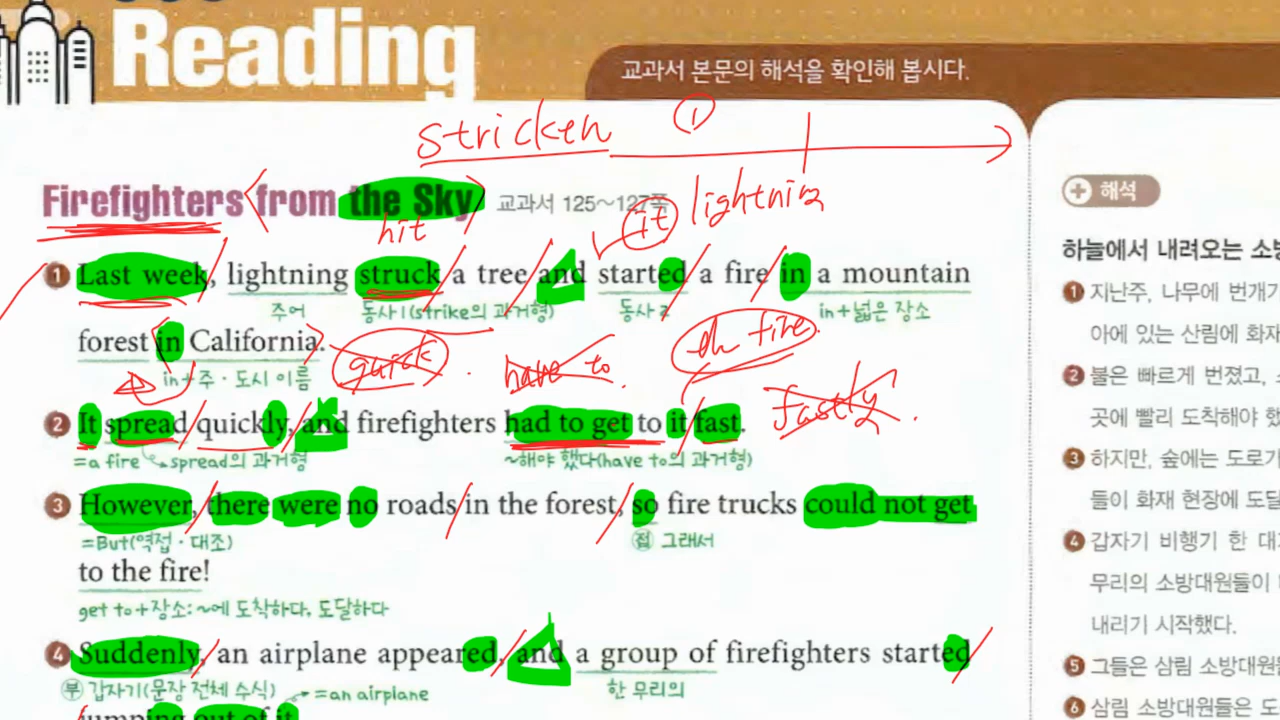 Reading
교과서 본문의 해석을 확인해 봅시다.
stricken ①
Firefighters from the Sky 교과서 125~127쪽
it lightning
hit
해석
하늘에서 내려오는 소방
1 Last week, lightning struck a tree and started a fire in a mountain
주어 동사1(strike의 과거형) 동사2 in+넓은 장소
forest in California.
in+주·도시 이름
quick have to the fire
fastly
2 It spread quickly, and firefighters had to get to it fast.
=a fire spread의 과거형 ~해야 했다(have to의 과거형)
3 However, there were no roads in the forest, so fire trucks could not get
=But(역접·대조) 접 그래서
to the fire!
get to+장소: ~에 도착하다, 도달하다
4 Suddenly, an airplane appeared, and a group of firefighters started
부 갑자기(문장 전체 수식) =an airplane 한 무리의
jumping out of it
1 지난주, 나무에 번개가
아에 있는 산림에 화재
2 불은 빠르게 번졌고,
곳에 빨리 도착해야 했
3 하지만, 숲에는 도로가
들이 화재 현장에 도달
4 갑자기 비행기 한 대가
무리의 소방대원들이
내리기 시작했다.
5 그들은 삼림 소방대원
6 삼림 소방대원들은 도